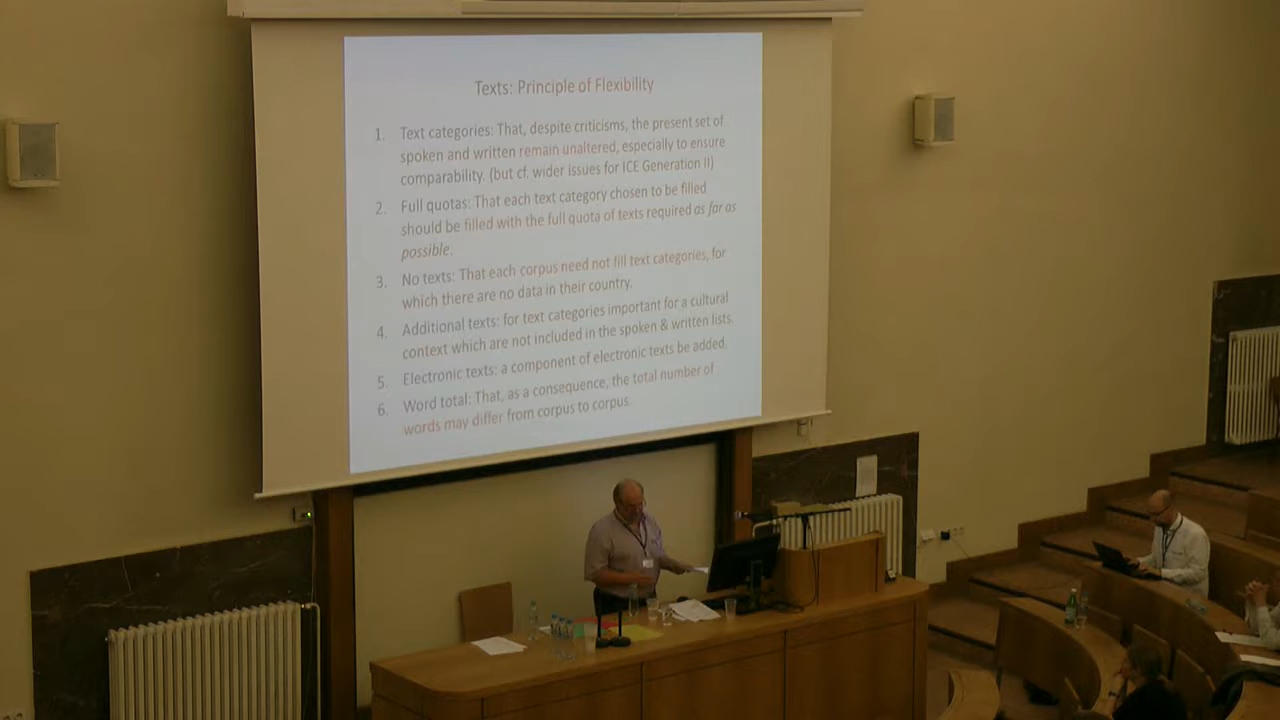 Texts: Principle of Flexibility
1. Text categories: That, despite criticisms, the present set of
spoken and written remain unaltered, especially to ensure
comparability. (but cf. wider issues for ICE Generation II)
2. Full quotas: That each text category chosen to be filled
should be filled with the full quota of texts required as far as
possible.
3. No texts: That each corpus need not fill text categories, for
which there are no data in their country.
4. Additional texts: for text categories important for a cultural
context which are not included in the spoken & written lists.
5. Electronic texts: a component of electronic texts be added.
6. Word total: That, as a consequence, the total number of
words may differ from corpus to corpus.